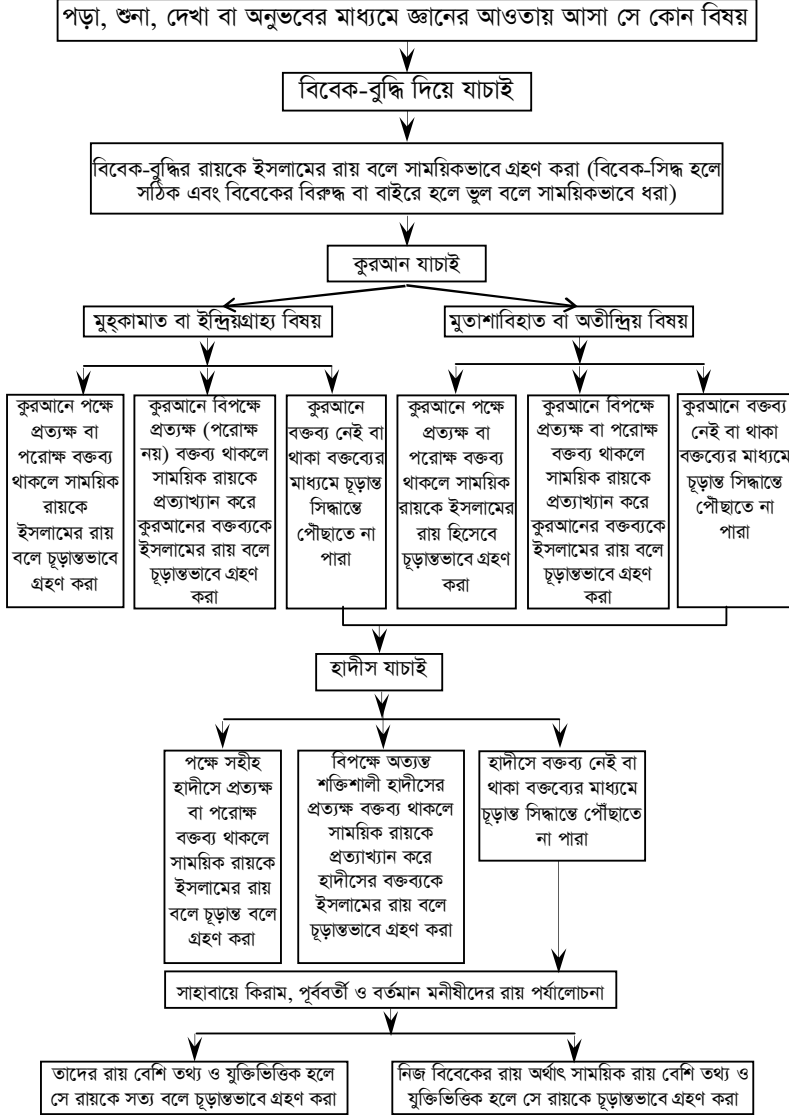 পড়া, শুনা, দেখা বা অনুভবের মাধ্যমে জ্ঞানের আওতায় আসা সে কোন বিষয়
বিবেক-বুদ্ধি দিয়ে যাচাই
বিবেক-বুদ্ধির রায়কে ইসলামের রায় বলে সাময়িকভাবে গ্রহণ করা (বিবেক-সিদ্ধ হলে
সঠিক এবং বিবেকের বিরুদ্ধ বা বাইরে হলে ভুল বলে সাময়িকভাবে ধরা)
কুরআন যাচাই
মুহ্কামাত বা ইন্দ্রিয়গ্রাহ্য বিষয়
মুতাশাবিহাত বা অতীন্দ্রিয় বিষয়
কুরআনে পক্ষে
প্রত্যক্ষ বা
পরোক্ষ বক্তব্য
থাকলে সাময়িক
রায়কে
ইসলামের রায়
বলে চূড়ান্তভাবে
গ্রহণ করা
কুরআনে বিপক্ষে
প্রত্যক্ষ (পরোক্ষ
নয়) বক্তব্য থাকলে
সাময়িক রায়কে
প্রত্যাখ্যান করে
কুরআনের বক্তব্যকে
ইসলামের রায় বলে
চূড়ান্তভাবে গ্রহণ
করা
কুরআনে
বক্তব্য নেই বা
থাকা বক্তব্যের
মাধ্যমে চূড়ান্ত
সিদ্ধান্তে
পৌঁছাতে না
পারা
কুরআনে পক্ষে
প্রত্যক্ষ বা
পরোক্ষ বক্তব্য
থাকলে সাময়িক
রায়কে ইসলামের
রায় হিসেবে
চূড়ান্তভাবে গ্রহণ
করা
কুরআনে বিপক্ষে
প্রত্যক্ষ বা পরোক্ষ
বক্তব্য থাকলে
সাময়িক রায়কে
প্রত্যাখ্যান করে
কুরআনের বক্তব্যকে
ইসলামের রায় বলে
চূড়ান্তভাবে গ্রহণ
করা
কুরআনে বক্তব্য
নেই বা থাকা
বক্তব্যের মাধ্যমে
চূড়ান্ত সিদ্ধান্তে
পৌঁছাতে না
পারা
হাদীস যাচাই
পক্ষে সহীহ
হাদীসে প্রত্যক্ষ
বা পরোক্ষ
বক্তব্য থাকলে
সাময়িক রায়কে
ইসলামের রায়
বলে চূড়ান্ত বলে
গ্রহণ করা
বিপক্ষে অত্যন্ত
শক্তিশালী হাদীসের
প্রত্যক্ষ বক্তব্য থাকলে
সাময়িক রায়কে
প্রত্যাখ্যান করে
হাদীসের বক্তব্যকে
ইসলামের রায় বলে
চূড়ান্তভাবে গ্রহণ করা
হাদীসে বক্তব্য নেই বা
থাকা বক্তব্যের মাধ্যমে
চূড়ান্ত সিদ্ধান্তে পৌঁছাতে
না পারা
সাহাবায়ে কিরাম, পূর্ববর্তী ও বর্তমান মনীষীদের রায় পর্যালোচনা
তাদের রায় বেশি তথ্য ও যুক্তিভিত্তিক হলে
সে রায়কে সত্য বলে চূড়ান্তভাবে গ্রহণ করা
নিজ বিবেকের রায় অর্থাৎ সাময়িক রায় বেশি তথ্য ও
যুক্তিভিত্তিক হলে সে রায়কে চূড়ান্তভাবে গ্রহণ করা